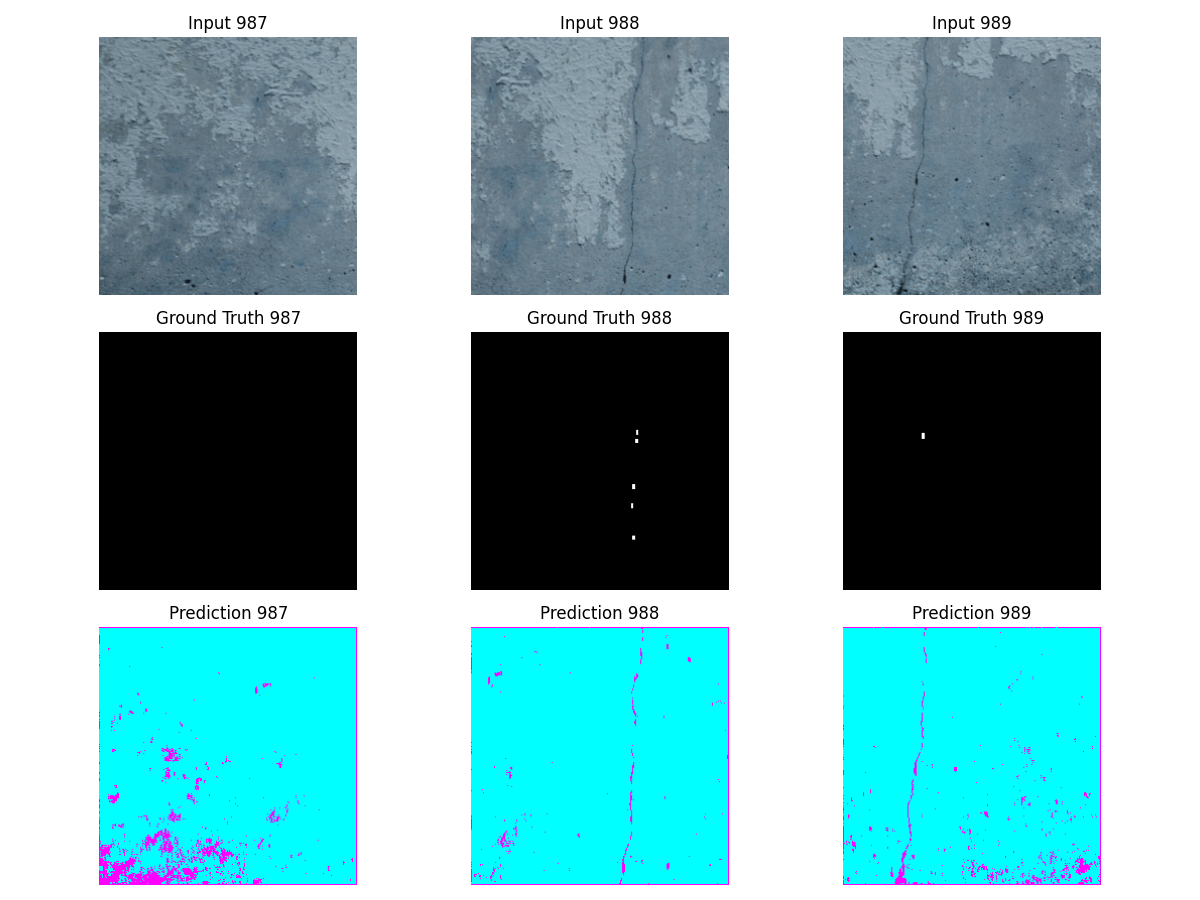 Input 987
Input 988
Input 989
Ground Truth 987
Ground Truth 988
Ground Truth 989
Prediction 987
Prediction 988
Prediction 989